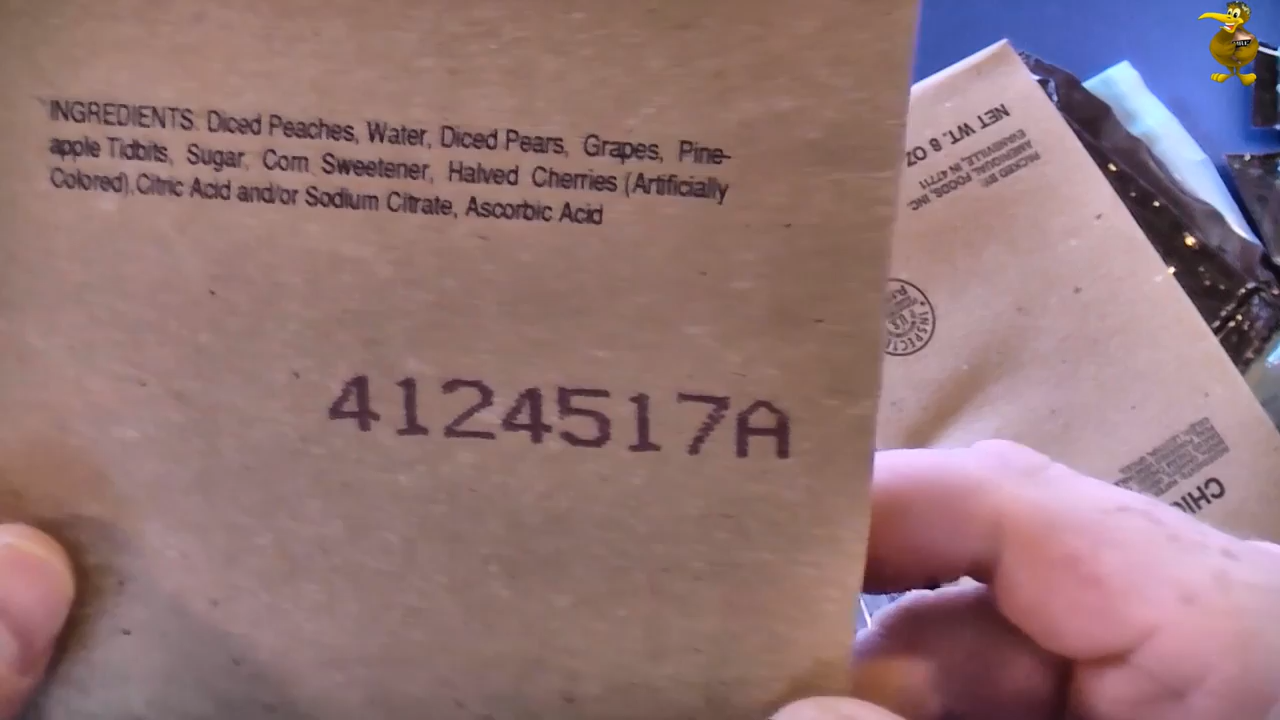 INGREDIENTS: Diced Peaches, Water, Diced Pears, Grapes, Pine-
apple Tidbits, Sugar, Corn Sweetener, Halved Cherries (Artificially
Colored), Citric Acid and/or Sodium Citrate, Ascorbic Acid
4124517A
NET WT. 8 OZ
PACKED BY:
AMERIQUAL FOODS, INC.
EVANSVILLE IN 47711
INSPECTED
U.S.
CHIC